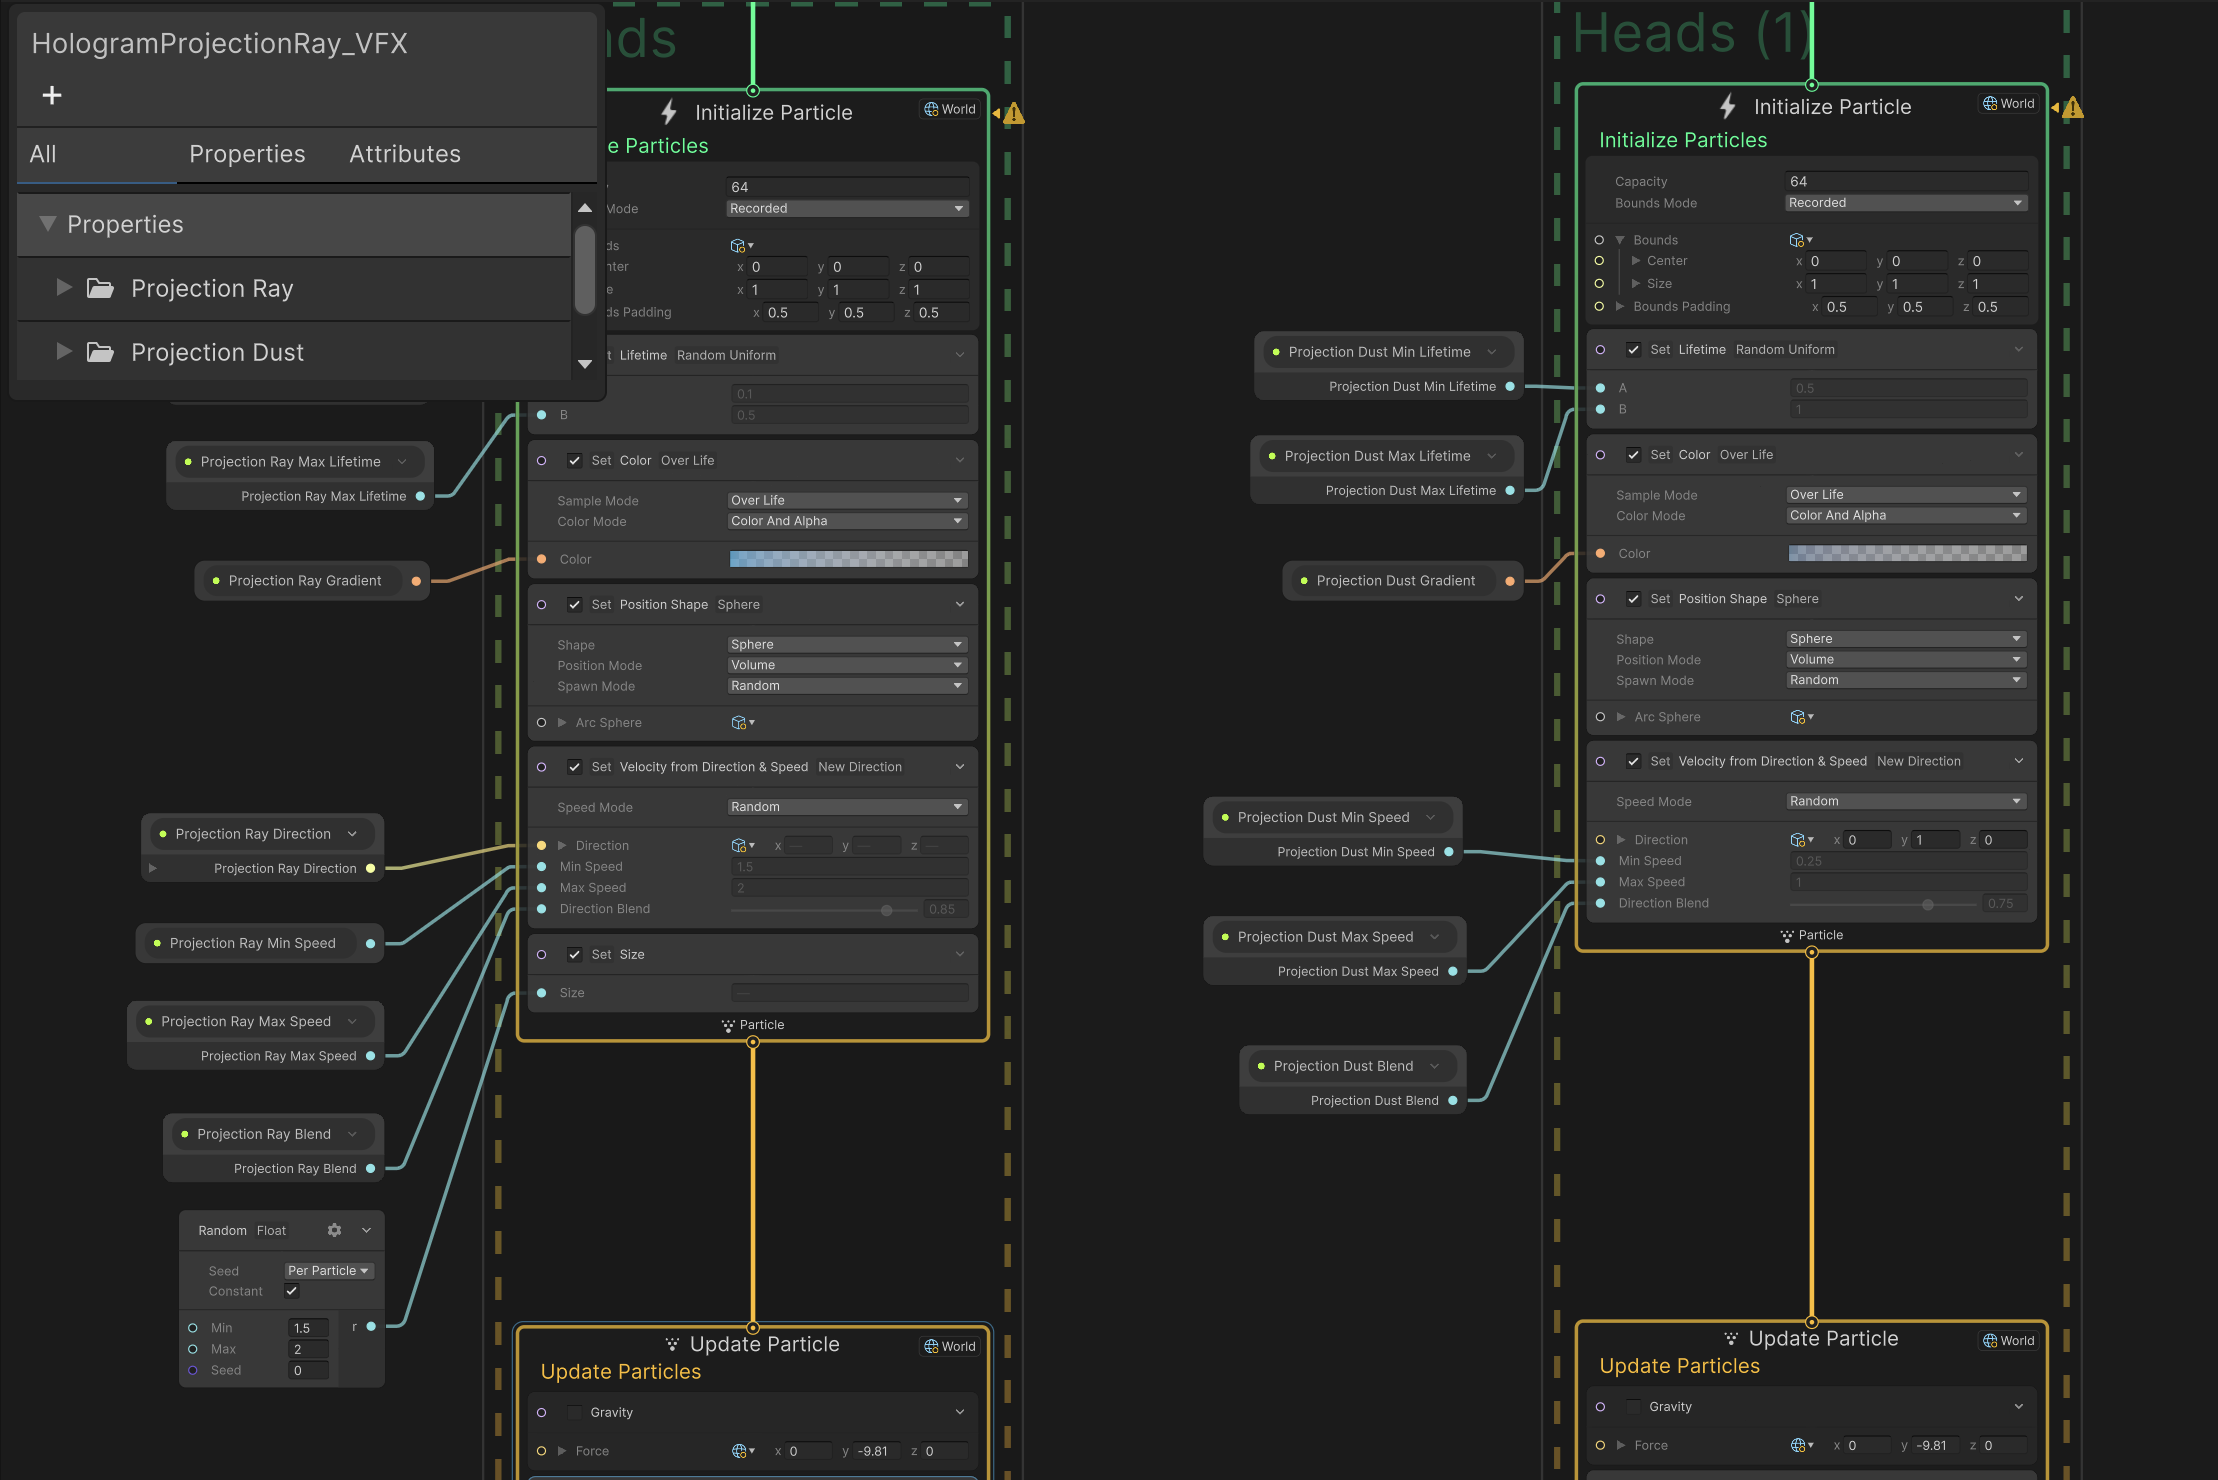 HologramProjectionRay_VFX
+
All Properties Attributes
Properties
Projection Ray
Projection Dust
Projection Ray Max Lifetime
Projection Ray Max Lifetime
Projection Ray Gradient
Projection Ray Direction
Projection Ray Direction
Projection Ray Min Speed
Projection Ray Max Speed
Projection Ray Max Speed
Projection Ray Blend
Projection Ray Blend
Random Float
Seed Per Particle
Constant
Min 1.5 r
Max 2
Seed 0
ds
Initialize Particle World
e Particles
64
Mode Recorded
ds
nter x 0 y 0 z 0
e x 1 y 1 z 1
ds Padding x 0.5 y 0.5 z 0.5
t Lifetime Random Uniform
0.1
B 0.5
Set Color Over Life
Sample Mode Over Life
Color Mode Color And Alpha
Color
Set Position Shape Sphere
Shape Sphere
Position Mode Volume
Spawn Mode Random
Arc Sphere
Set Velocity from Direction & Speed New Direction
Speed Mode Random
Direction x — y — z —
Min Speed 1.5
Max Speed 2
Direction Blend 0.85
Set Size
Size —
Particle
Update Particle World
Update Particles
Gravity
Force x 0 y -9.81 z 0
Projection Dust Min Lifetime
Projection Dust Min Lifetime
Projection Dust Max Lifetime
Projection Dust Max Lifetime
Projection Dust Gradient
Projection Dust Min Speed
Projection Dust Min Speed
Projection Dust Max Speed
Projection Dust Max Speed
Projection Dust Blend
Projection Dust Blend
Heads (1)
Initialize Particle World
Initialize Particles
Capacity 64
Bounds Mode Recorded
Bounds
Center x 0 y 0 z 0
Size x 1 y 1 z 1
Bounds Padding x 0.5 y 0.5 z 0.5
Set Lifetime Random Uniform
A 0.5
B 1
Set Color Over Life
Sample Mode Over Life
Color Mode Color And Alpha
Color
Set Position Shape Sphere
Shape Sphere
Position Mode Volume
Spawn Mode Random
Arc Sphere
Set Velocity from Direction & Speed New Direction
Speed Mode Random
Direction x 0 y 1 z 0
Min Speed 0.25
Max Speed 1
Direction Blend 0.75
Particle
Update Particle World
Update Particles
Gravity
Force x 0 y -9.81 z 0